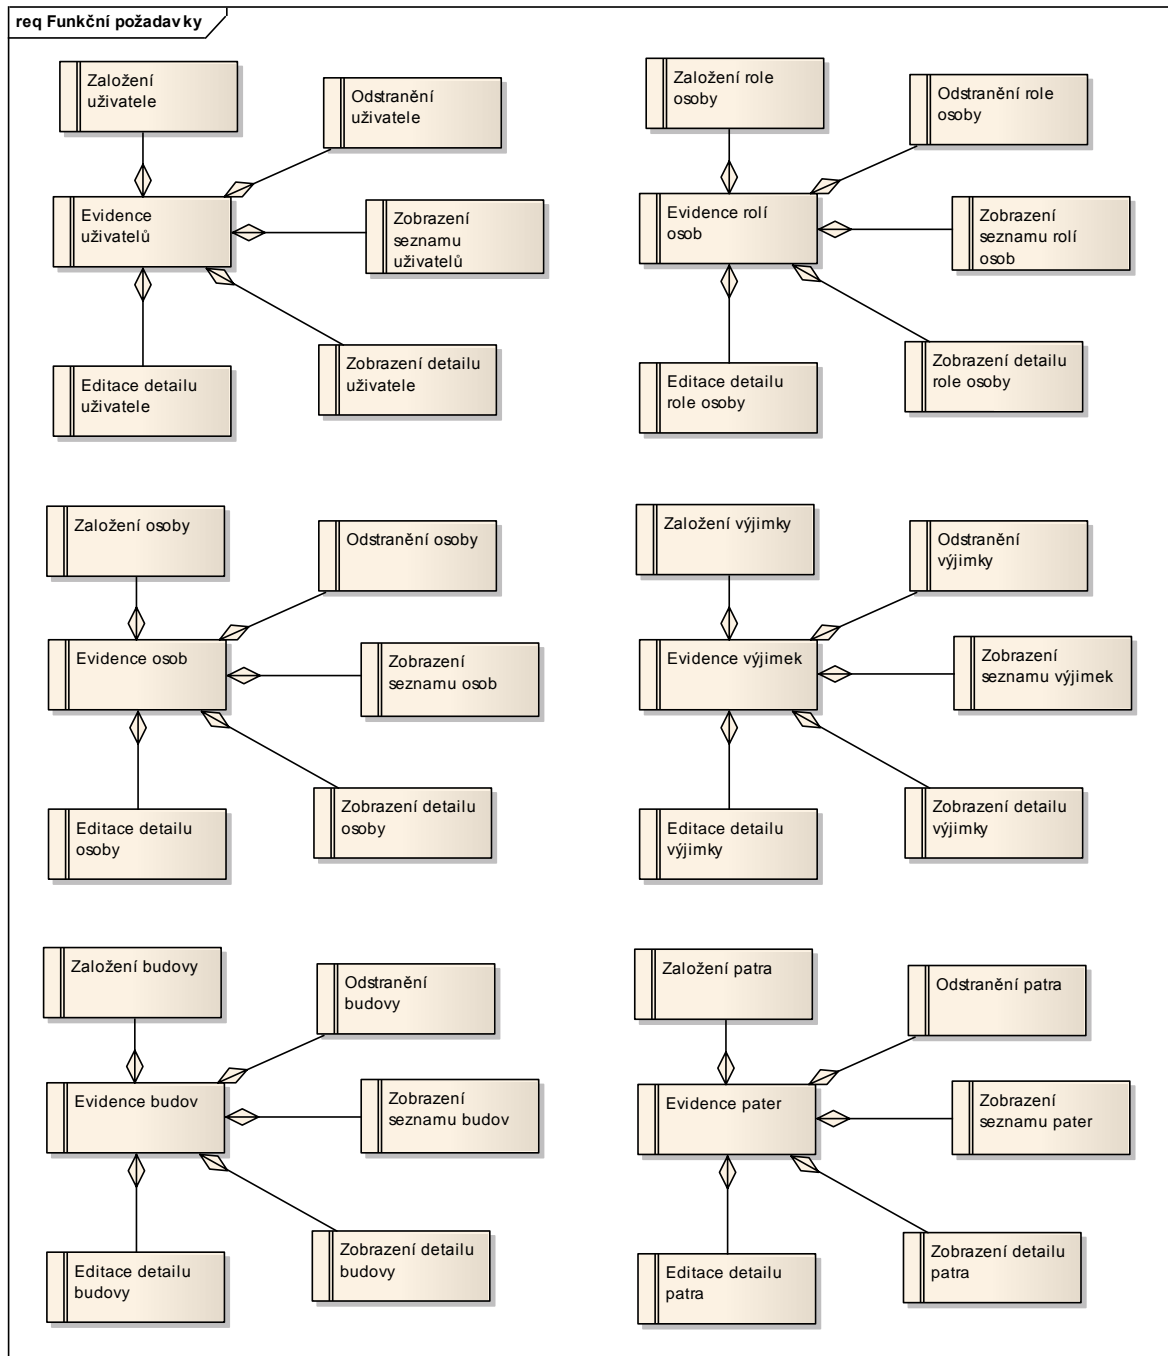 req Funkční požadavky
Založení
uživatele
Odstranění
uživatele
Evidence
uživatelů
Zobrazení
seznamu
uživatelů
Zobrazení detailu
uživatele
Editace detailu
uživatele
Založení role
osoby
Odstranění role
osoby
Evidence rolí
osob
Zobrazení
seznamu rolí
osob
Zobrazení detailu
role osoby
Editace detailu
role osoby
Založení osoby
Odstranění osoby
Evidence osob
Zobrazení
seznamu osob
Zobrazení detailu
osoby
Editace detailu
osoby
Založení výjimky
Odstranění
výjimky
Evidence výjimek
Zobrazení
seznamu výjimek
Zobrazení detailu
výjimky
Editace detailu
výjimky
Založení budovy
Odstranění
budovy
Evidence budov
Zobrazení
seznamu budov
Zobrazení detailu
budovy
Editace detailu
budovy
Založení patra
Odstranění patra
Evidence pater
Zobrazení
seznamu pater
Zobrazení detailu
patra
Editace detailu
patra